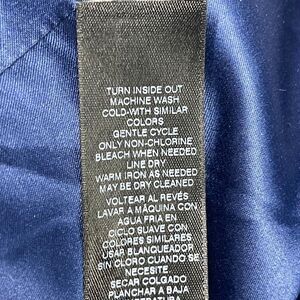 TURN INSIDE OUT
MACHINE WASH
COLD-WITH SIMILAR
COLORS
GENTLE CYCLE
ONLY NON-CHLORINE
BLEACH WHEN NEEDED
LINE DRY
WARM IRON AS NEEDED
MAY BE DRY CLEANED
VOLTEAR AL REVÉS
LAVAR A MÁQUINA CON
AGUA FRIA EN
CICLO SUAVE CON
COLORES SIMILARES
USAR BLANQUEADOR
SIN CLORO CUANDO SE
NECESITE
SECAR COLGADO
PLANCHAR A BAJA